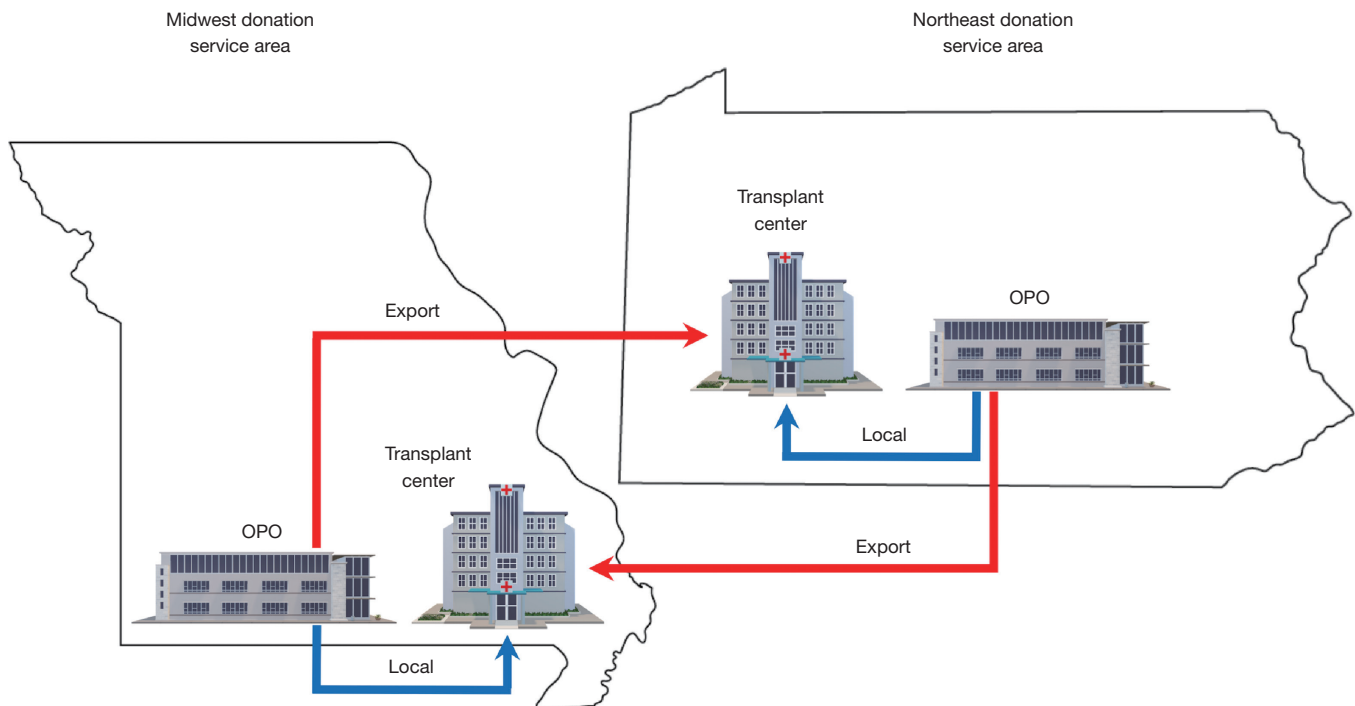 Midwest donation
service area
Northeast donation
service area
Transplant
center
OPO
Export
Local
Transplant
center
OPO
Export
Local